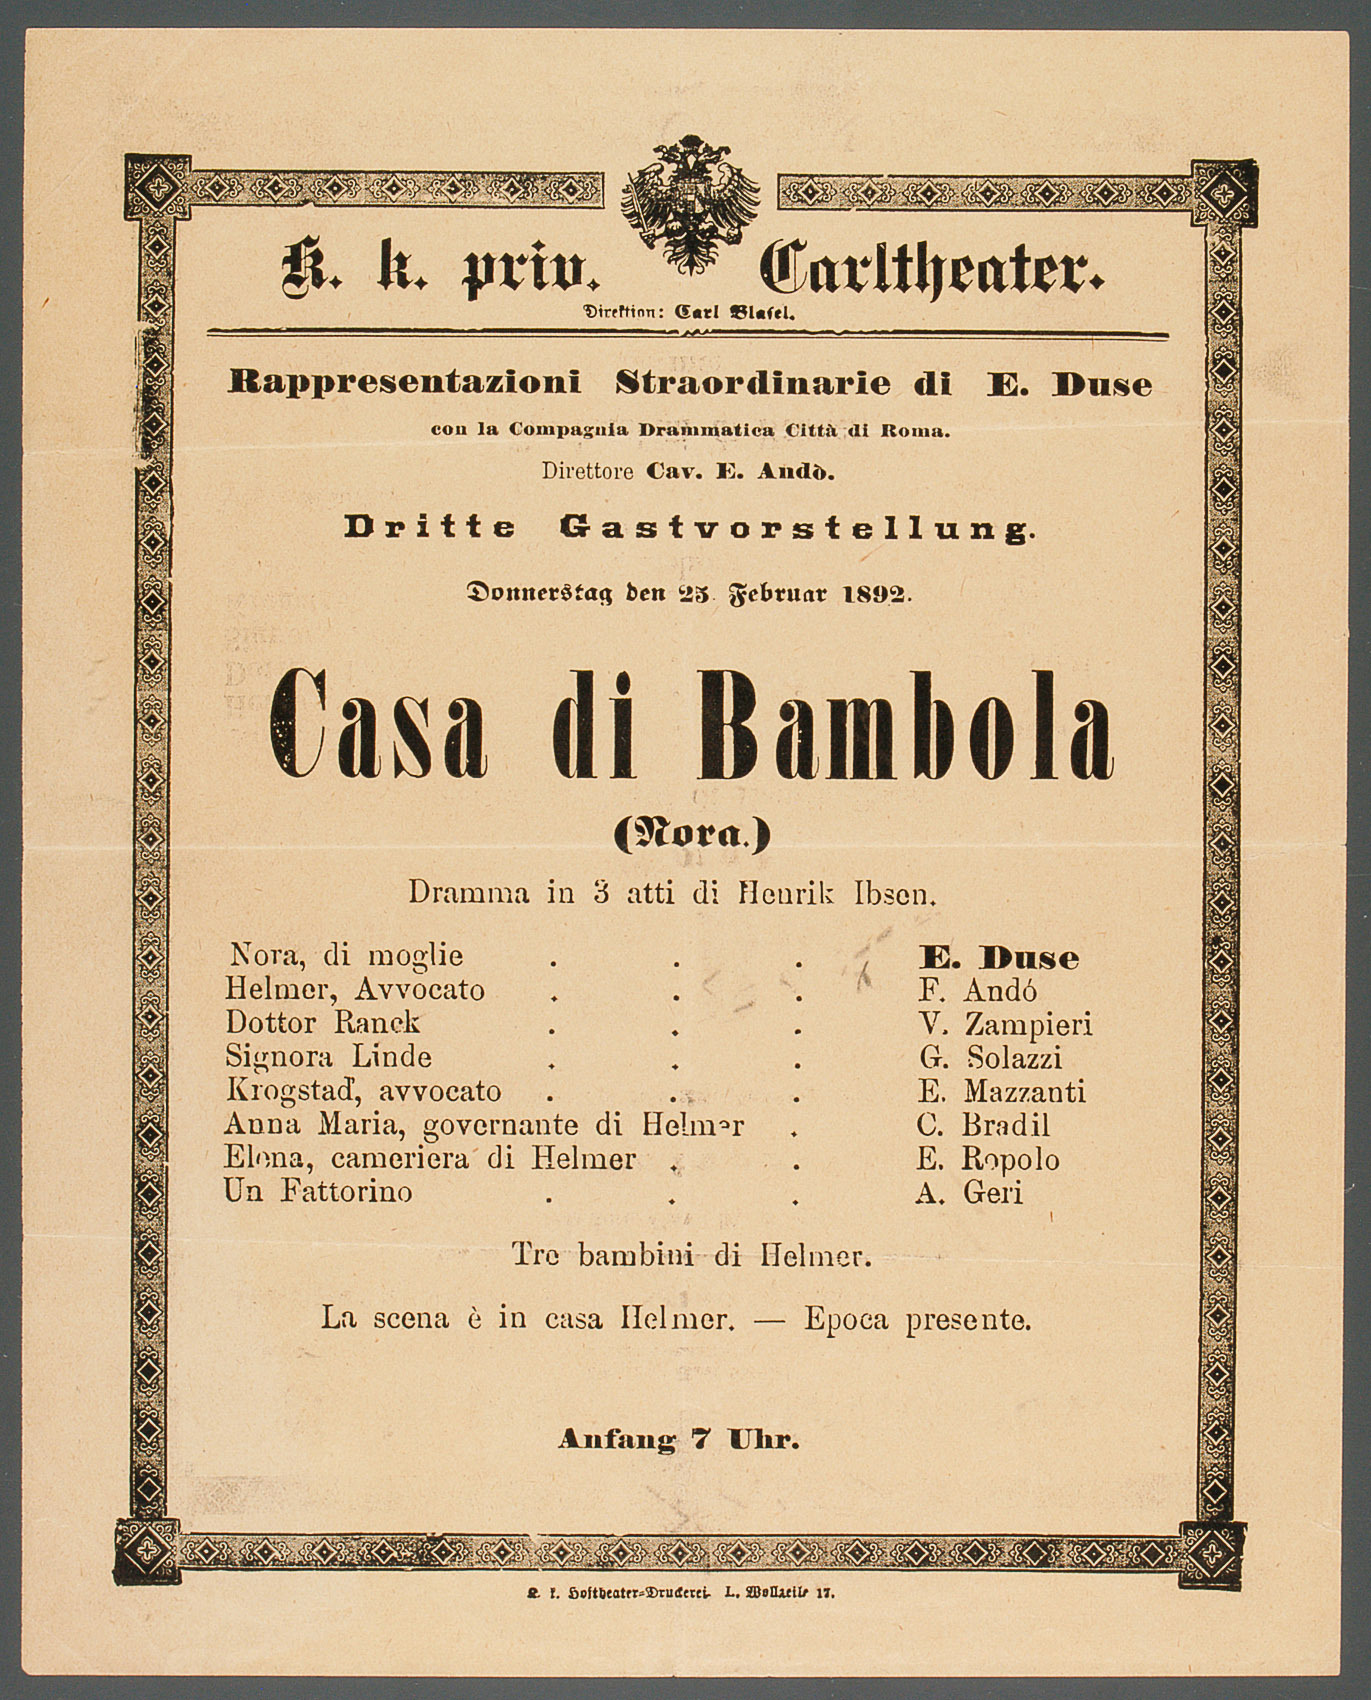 K. k. priv. Carltheater.
Direktion: Carl Blasel.
Rappresentazioni Straordinarie di E. Duse
con la Compagnia Drammatica Città di Roma.
Direttore Cav. E. Andò.
Dritte Gastvorstellung.
Donnerstag den 25 Februar 1892.
Casa di Bambola
(Nora.)
Dramma in 3 atti di Henrik Ibsen.
Nora, di moglie . . . E. Duse
Helmer, Avvocato . . . F. Andó
Dottor Ranck . . . V. Zampieri
Signora Linde . . . G. Solazzi
Krogstad, avvocato . . . E. Mazzanti
Anna Maria, governante di Helmer . C. Bradil
Elena, cameriera di Helmer . . E. Ropolo
Un Fattorino . . . A. Geri
Tre bambini di Helmer.
La scena è in casa Helmer. — Epoca presente.
Anfang 7 Uhr.
K. k. Hoftheater-Druckerei. I., Wollzeile 17.